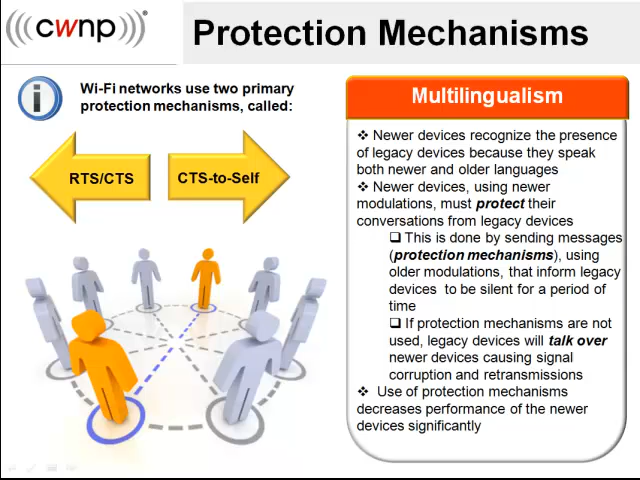 cwnp
Protection Mechanisms
Wi-Fi networks use two primary
protection mechanisms, called:
RTS/CTS
CTS-to-Self
Multilingualism
❖ Newer devices recognize the presence
of legacy devices because they speak
both newer and older languages
❖ Newer devices, using newer
modulations, must protect their
conversations from legacy devices
❑ This is done by sending messages
(protection mechanisms), using
older modulations, that inform legacy
devices to be silent for a period of
time
❑ If protection mechanisms are not
used, legacy devices will talk over
newer devices causing signal
corruption and retransmissions
❖ Use of protection mechanisms
decreases performance of the newer
devices significantly